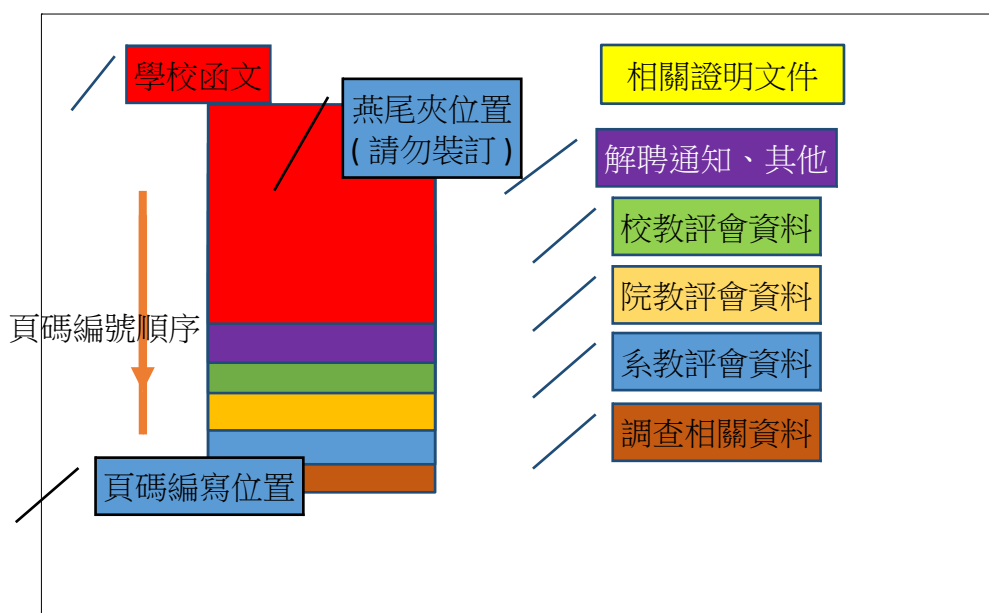 學校函文
燕尾夾位置
( 請勿裝訂 )
相關證明文件
解聘通知、其他
校教評會資料
院教評會資料
頁碼編號順序
系教評會資料
調查相關資料
頁碼編寫位置